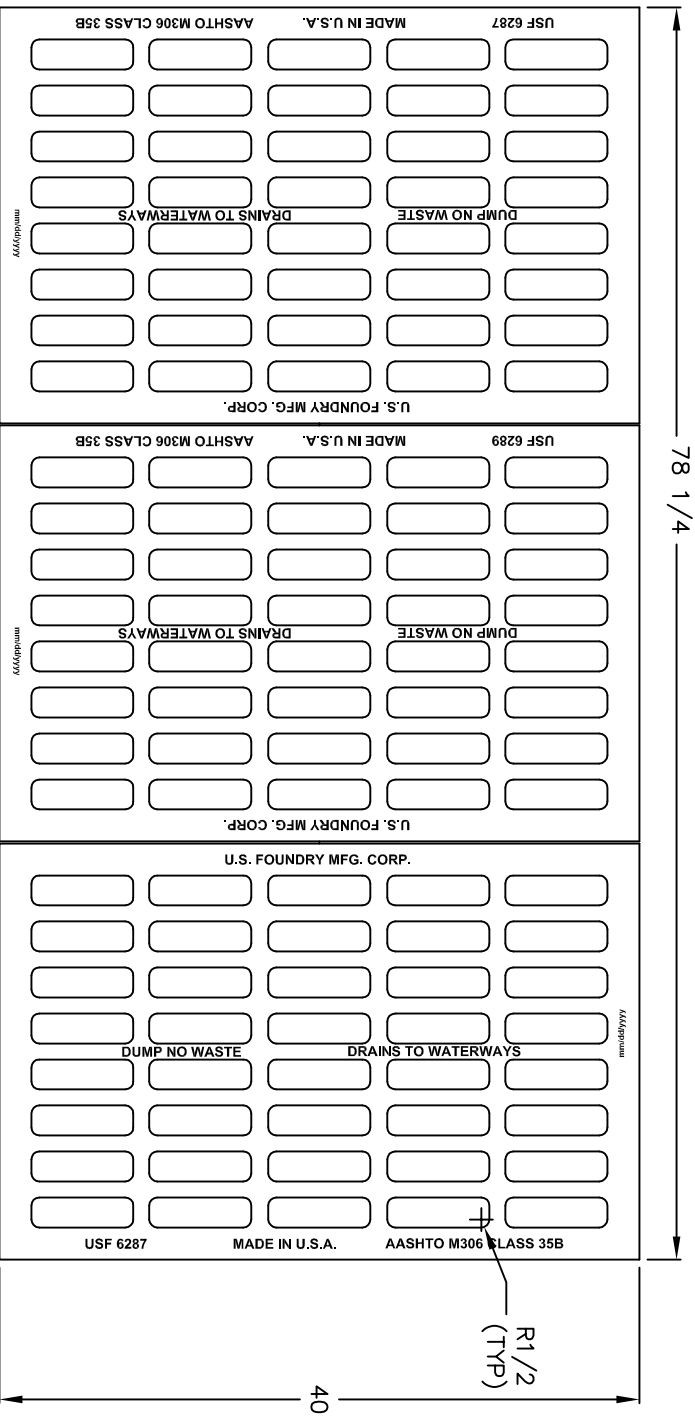 USF 6287 MADE IN U.S.A. AASHTO M306 CLASS 35B
DUMP NO WASTE DRAINS TO WATERWAYS
mm/dd/yyyy
U.S. FOUNDRY MFG. CORP.
USF 6289 MADE IN U.S.A. AASHTO M306 CLASS 35B
DUMP NO WASTE DRAINS TO WATERWAYS
mm/dd/yyyy
U.S. FOUNDRY MFG. CORP.
U.S. FOUNDRY MFG. CORP.
mm/dd/yyyy
DUMP NO WASTE DRAINS TO WATERWAYS
USF 6287 MADE IN U.S.A. AASHTO M306 CLASS 35B
78 1/4
R1/2
(TYP)
40